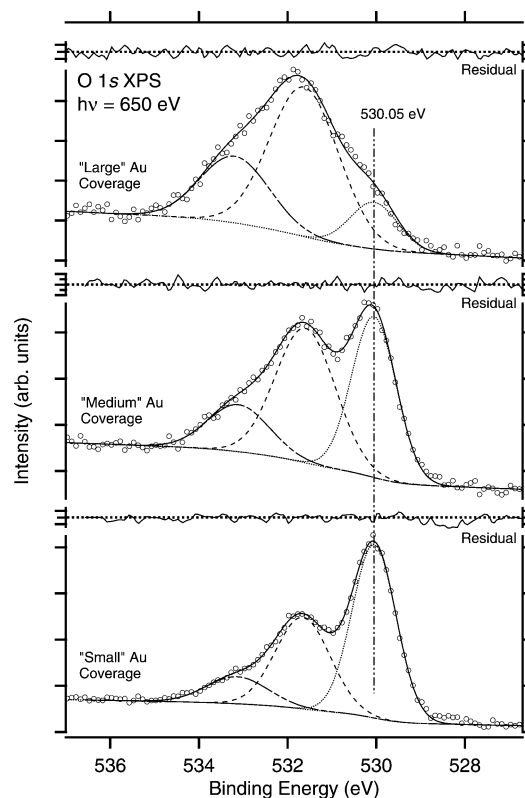 Residual
O 1s XPS
hν = 650 eV
530.05 eV
"Large" Au
Coverage
Residual
"Medium" Au
Coverage
Residual
"Small" Au
Coverage
Intensity (arb. units)
536 534 532 530 528
Binding Energy (eV)